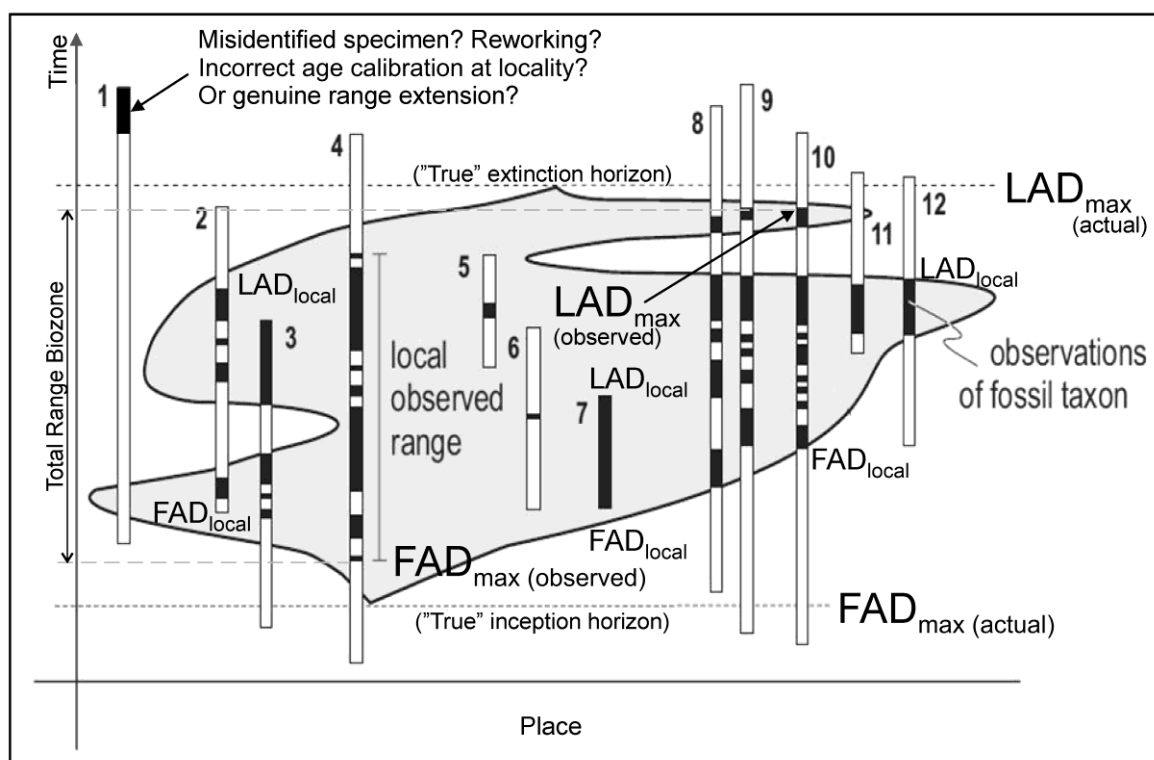 Time
Misidentified specimen? Reworking?
Incorrect age calibration at locality?
Or genuine range extension?
1
2
3
4
5
6
7
8
9
10
11
12
("True" extinction horizon)
LADmax
(actual)
LADlocal
LADlocal
LADmax
(observed)
local
observed
range
LADlocal
observations
of fossil taxon
Total Range Biozone
FADlocal
FADlocal
FADlocal
FADmax (observed)
("True" inception horizon)
FADmax (actual)
Place